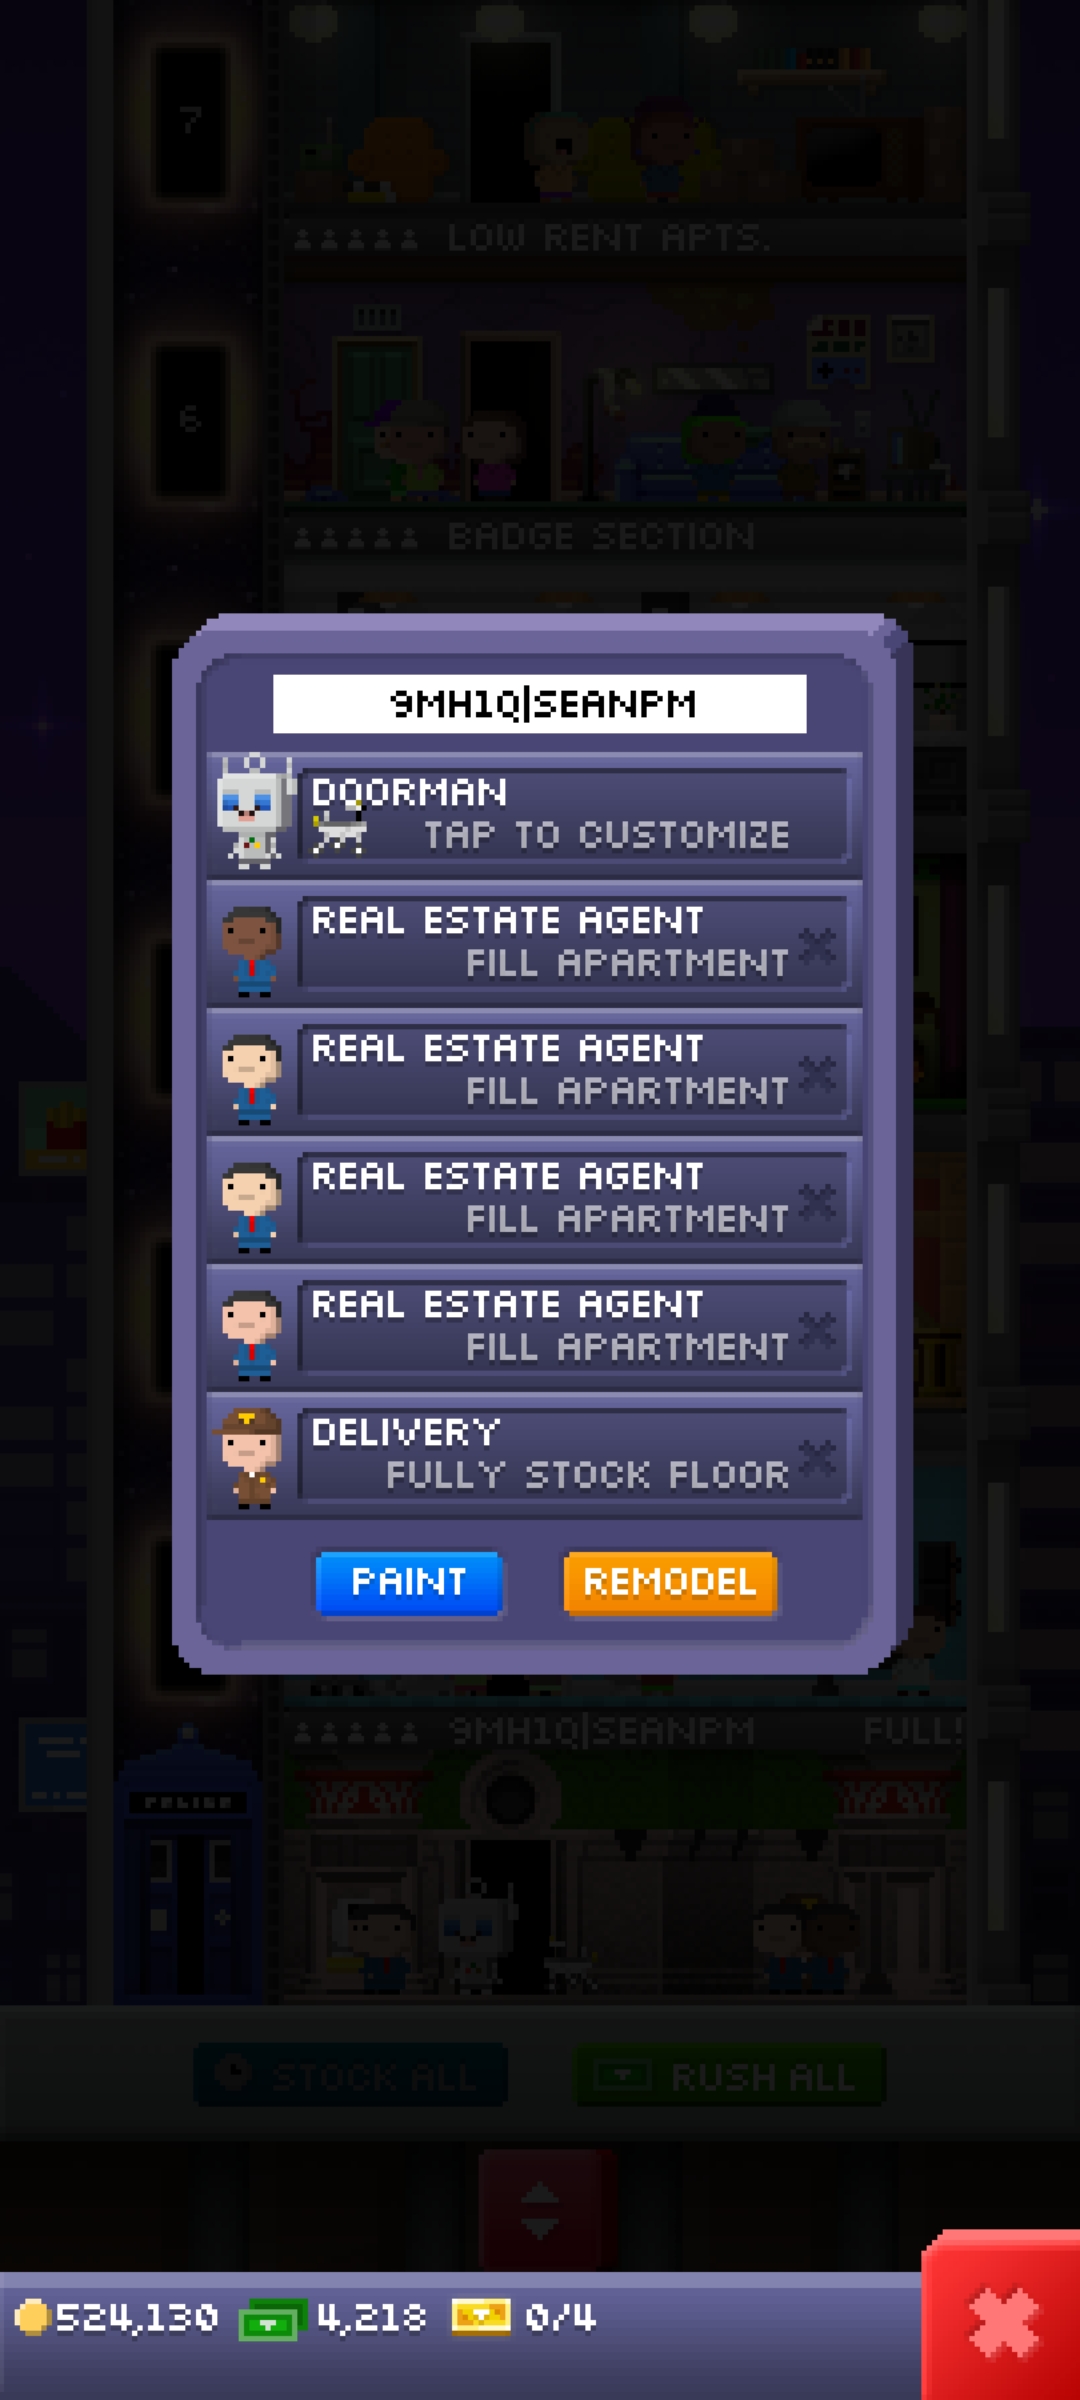 7
LOW RENT APTS.
6
BADGE SECTION
9MH1Q|SEANPM
DOORMAN
TAP TO CUSTOMIZE
REAL ESTATE AGENT
FILL APARTMENT
REAL ESTATE AGENT
FILL APARTMENT
REAL ESTATE AGENT
FILL APARTMENT
REAL ESTATE AGENT
FILL APARTMENT
DELIVERY
FULLY STOCK FLOOR
PAINT REMODEL
9MH1Q|SEANPM FULL!
POLICE
STOCK ALL RUSH ALL
524,130 4,218 0/4